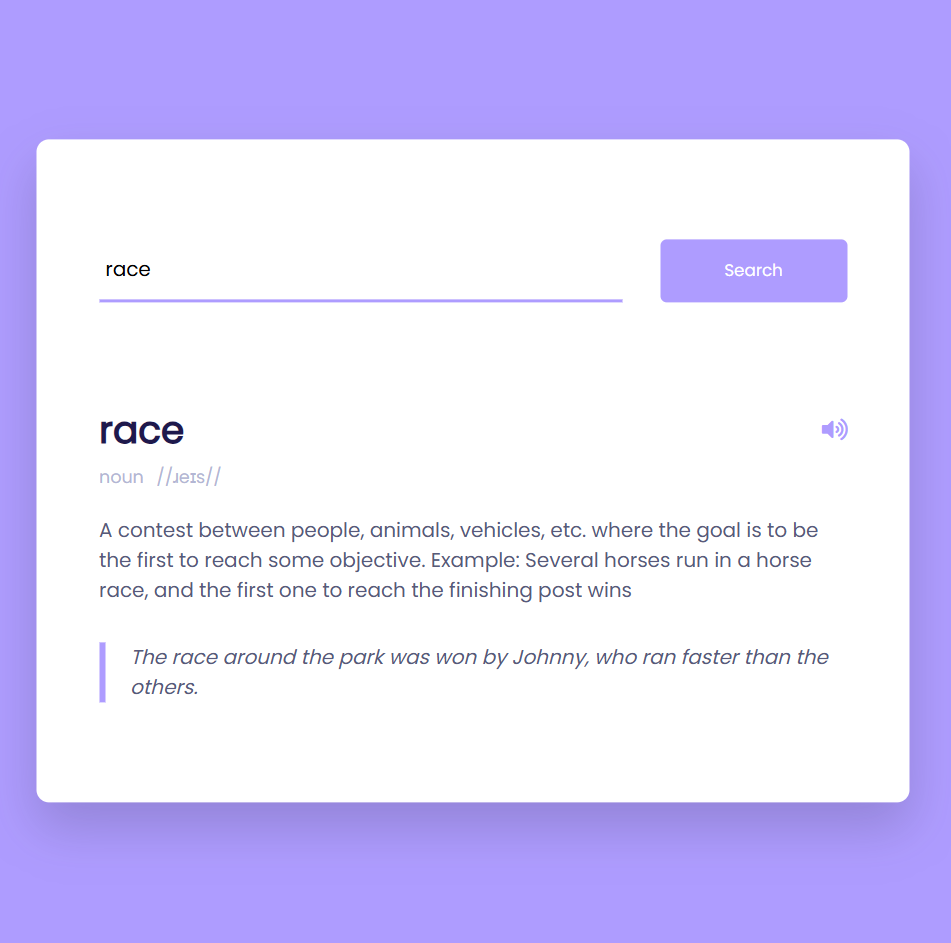 race
Search
race
noun //ɹeɪs//
A contest between people, animals, vehicles, etc. where the goal is to be
the first to reach some objective. Example: Several horses run in a horse
race, and the first one to reach the finishing post wins
The race around the park was won by Johnny, who ran faster than the
others.